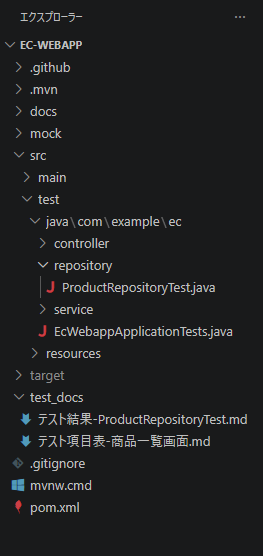 エクスプローラー ...
EC-WEBAPP
.github
.mvn
docs
mock
src
main
test
java\com\example\ec
controller
repository
ProductRepositoryTest.java
service
EcWebappApplicationTests.java
resources
target
test_docs
テスト結果-ProductRepositoryTest.md
テスト項目表-商品一覧画面.md
.gitignore
mvnw.cmd
pom.xml